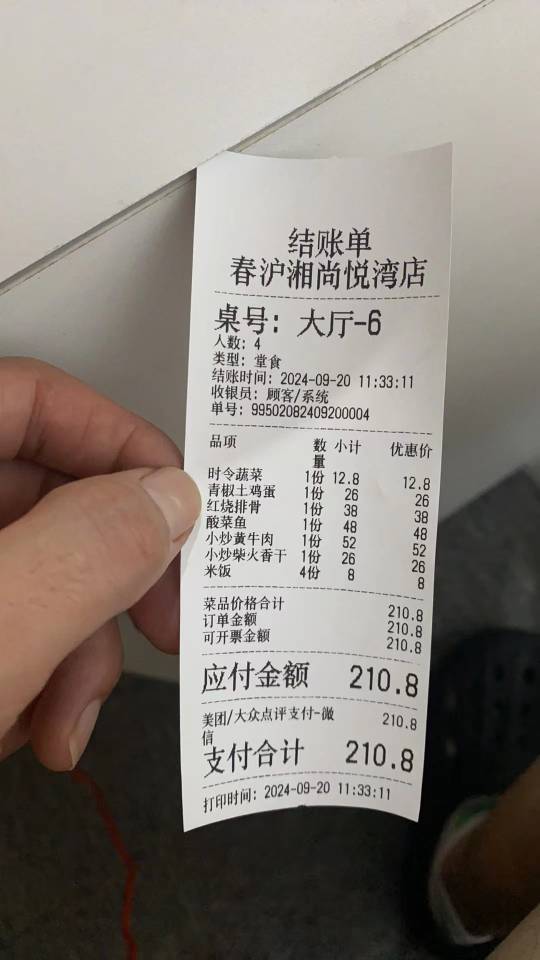 结账单
春沪湘尚悦湾店
桌号：大厅-6
人数：4
类型：堂食
结账时间：2024-09-20 11:33:11
收银员：顾客/系统
单号：99502082409200004
品项 数量 小计 优惠价
时令蔬菜 1份 12.8 12.8
青椒土鸡蛋 1份 26 26
红烧排骨 1份 38 38
酸菜鱼 1份 48 48
小炒黄牛肉 1份 52 52
小炒柴火香干 1份 26 26
米饭 4份 8 8
菜品价格合计 210.8
订单金额 210.8
可开票金额 210.8
应付金额 210.8
美团/大众点评支付-微 210.8
信
支付合计 210.8
打印时间：2024-09-20 11:33:11